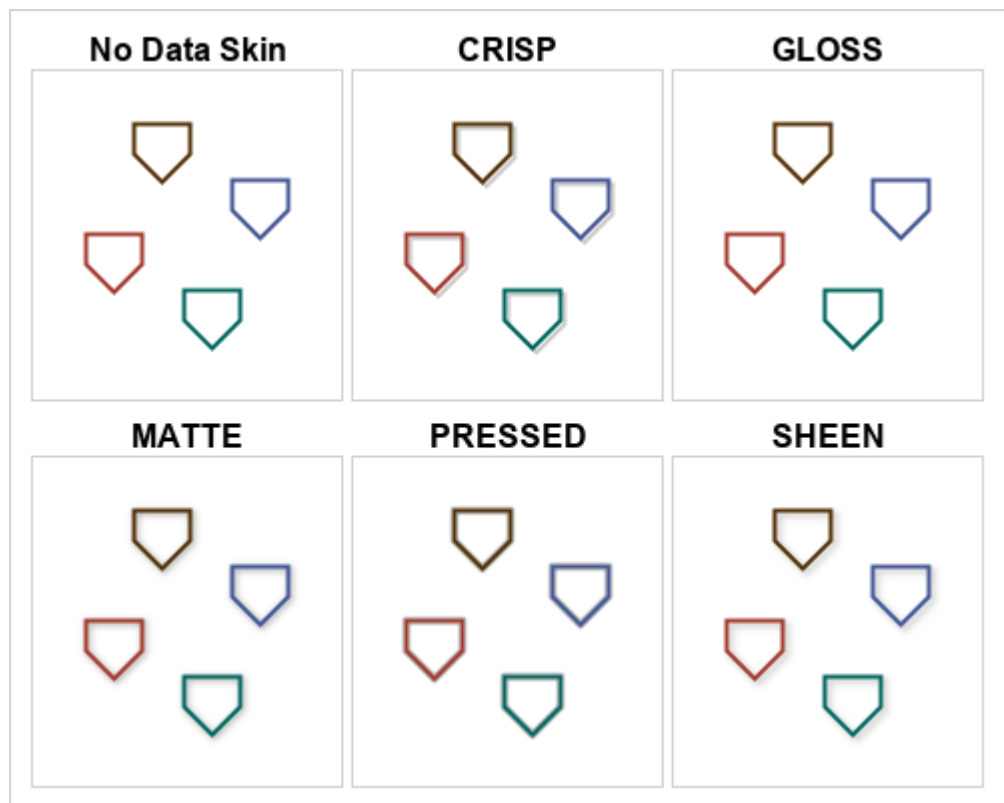 No Data Skin
CRISP
GLOSS
MATTE
PRESSED
SHEEN